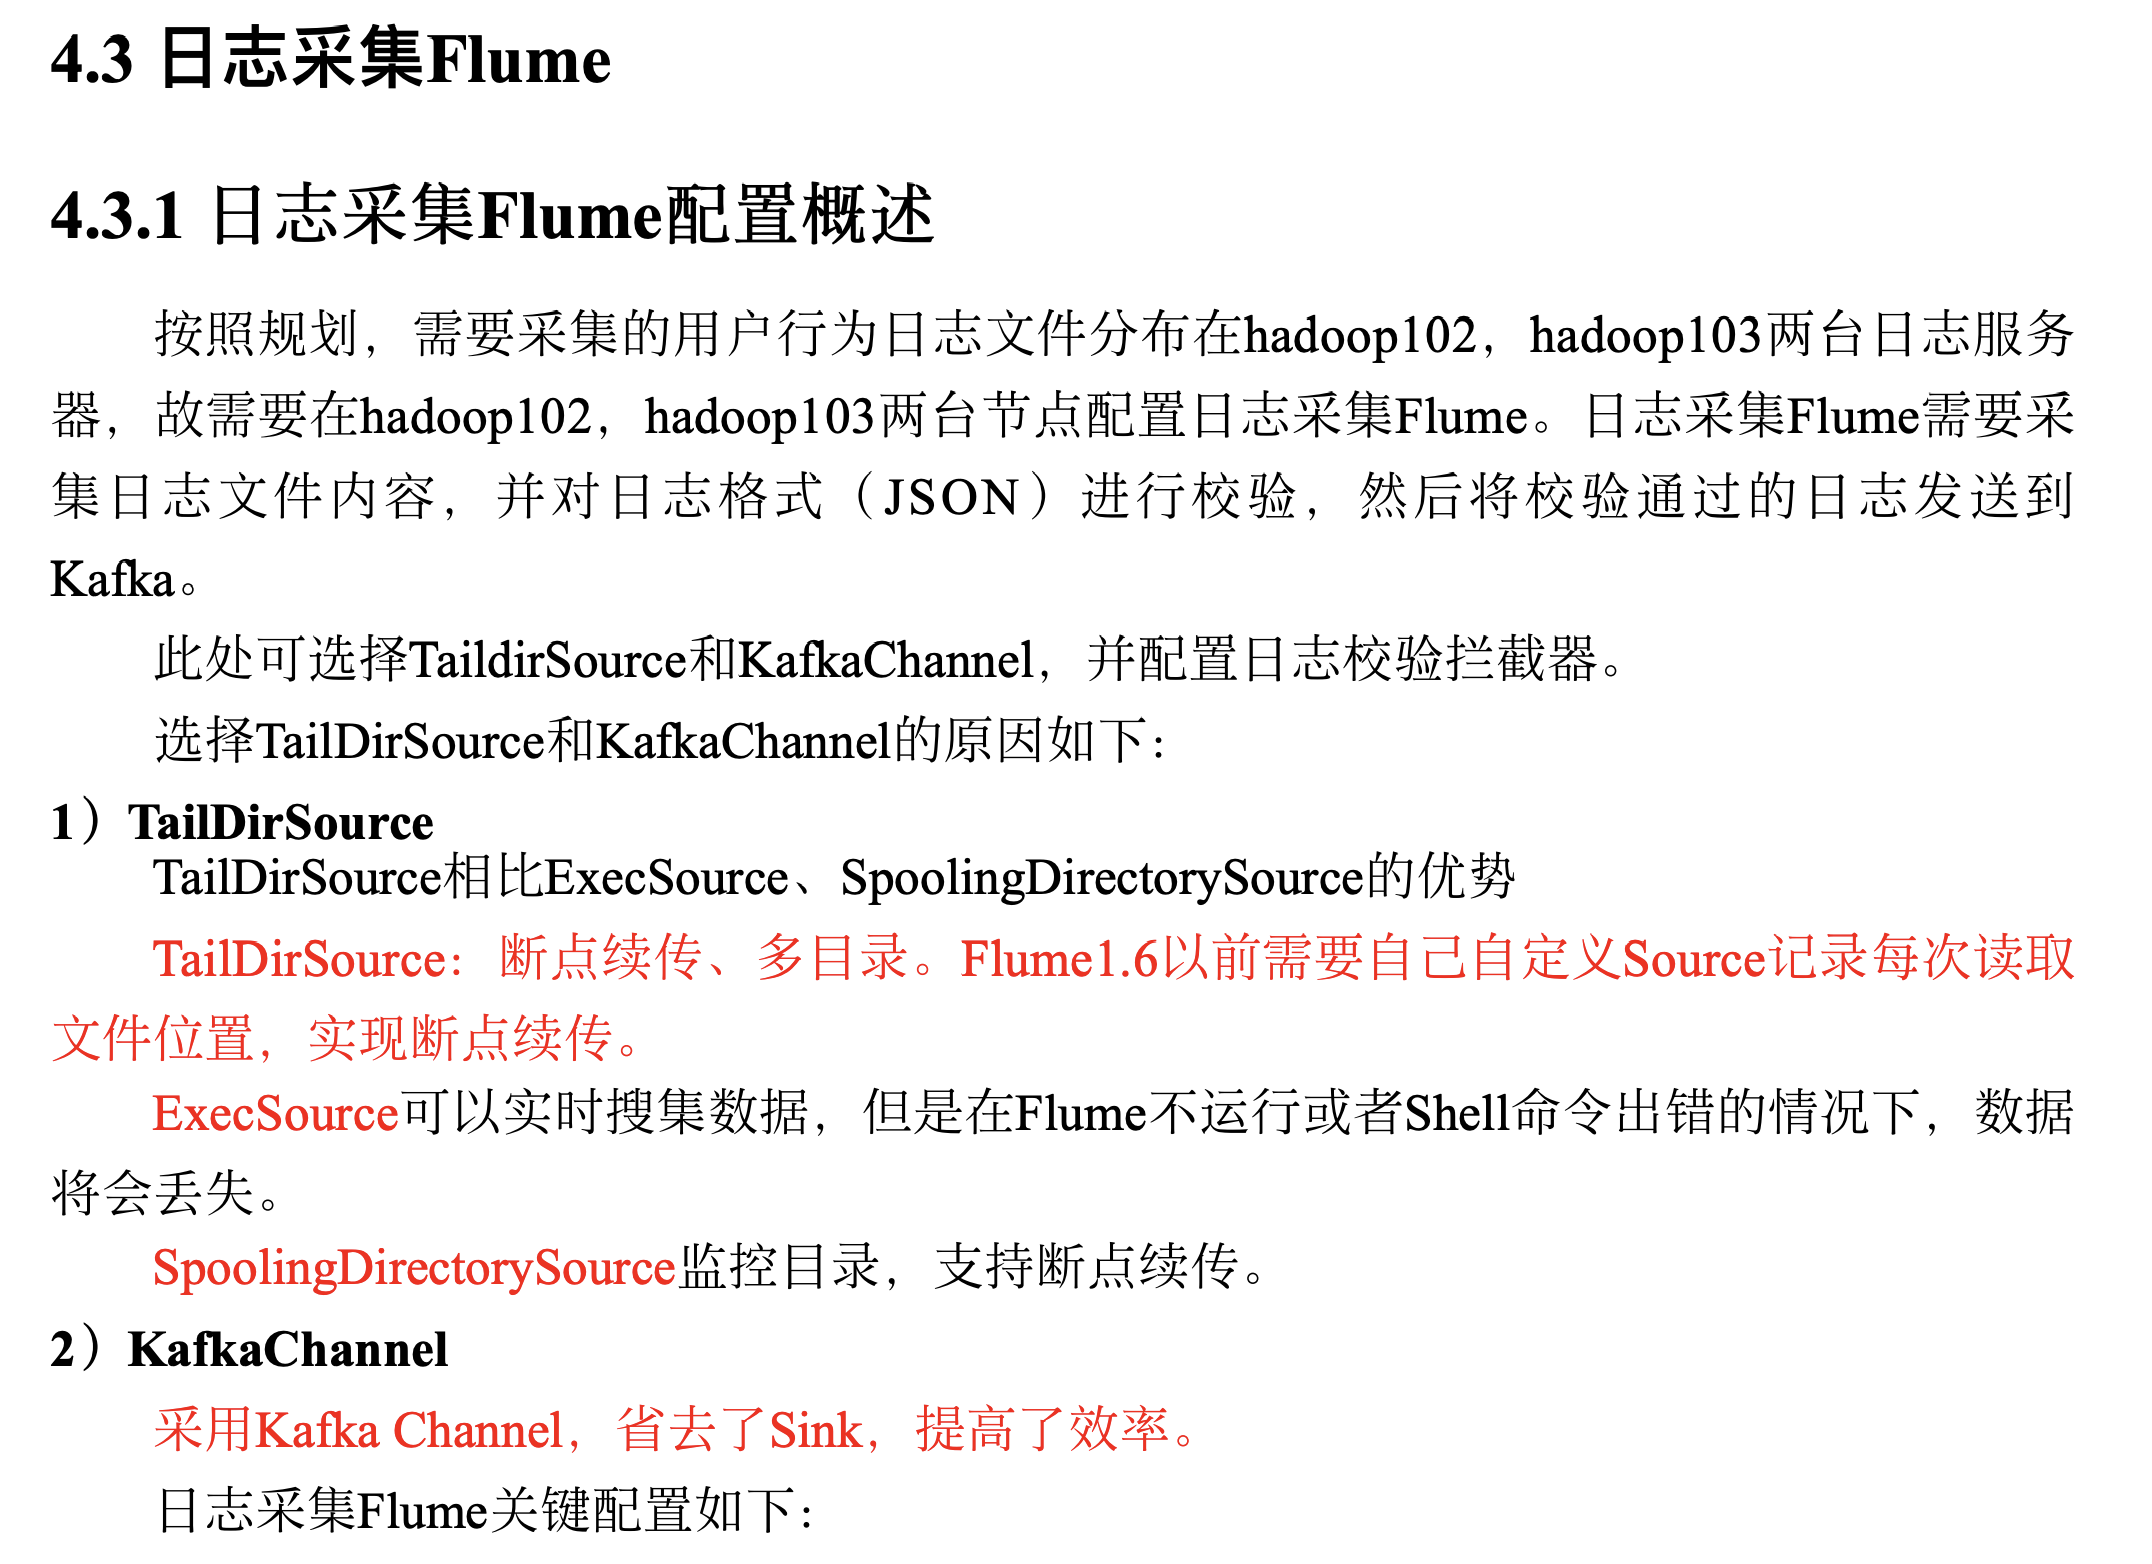 4.3 日志采集Flume
4.3.1 日志采集Flume配置概述
按照规划，需要采集的用户行为日志文件分布在hadoop102，hadoop103两台日志服务
器，故需要在hadoop102，hadoop103两台节点配置日志采集Flume。日志采集Flume需要采
集日志文件内容，并对日志格式（JSON）进行校验，然后将校验通过的日志发送到
Kafka。
此处可选择TaildirSource和KafkaChannel，并配置日志校验拦截器。
选择TailDirSource和KafkaChannel的原因如下：
1）TailDirSource
TailDirSource相比ExecSource、SpoolingDirectorySource的优势
TailDirSource：断点续传、多目录。Flume1.6以前需要自己自定义Source记录每次读取
文件位置，实现断点续传。
ExecSource可以实时搜集数据，但是在Flume不运行或者Shell命令出错的情况下，数据
将会丢失。
SpoolingDirectorySource监控目录，支持断点续传。
2）KafkaChannel
采用Kafka Channel，省去了Sink，提高了效率。
日志采集Flume关键配置如下：